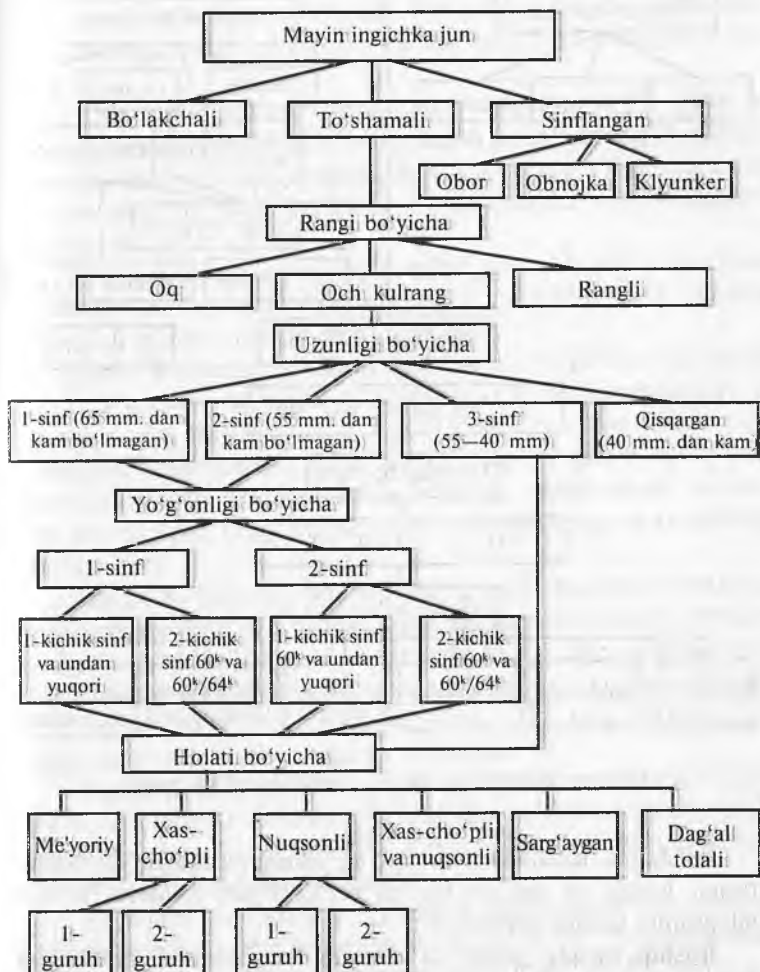 Mayin ingichka jun
Bo‘lakchali
To‘shamali
Sinflangan
Obor
Obnojka
Klyunker
Rangi bo‘yicha
Oq
Och kulrang
Rangli
Uzunligi bo‘yicha
1-sinf (65 mm. dan
kam bo‘lmagan)
2-sinf (55 mm. dan
kam bo‘lmagan)
3-sinf
(55—40 mm)
Qisqargan
(40 mm. dan kam)
Yo‘g‘onligi bo‘yicha
1-sinf
2-sinf
1-kichik sinf
va undan
yuqori
2-kichik
sinf 60ᵏ va
60ᵏ/64ᵏ
1-kichik sinf
60ᵏ va undan
yuqori
2-kichik
sinf 60ᵏ va
60ᵏ/64ᵏ
Holati bo‘yicha
Me’yoriy
Xas-
cho‘pli
Nuqsonli
Xas-cho‘pli
va nuqsonli
Sarg‘aygan
Dag‘al
tolali
1-
guruh
2-
guruh
1-
guruh
2-
guruh